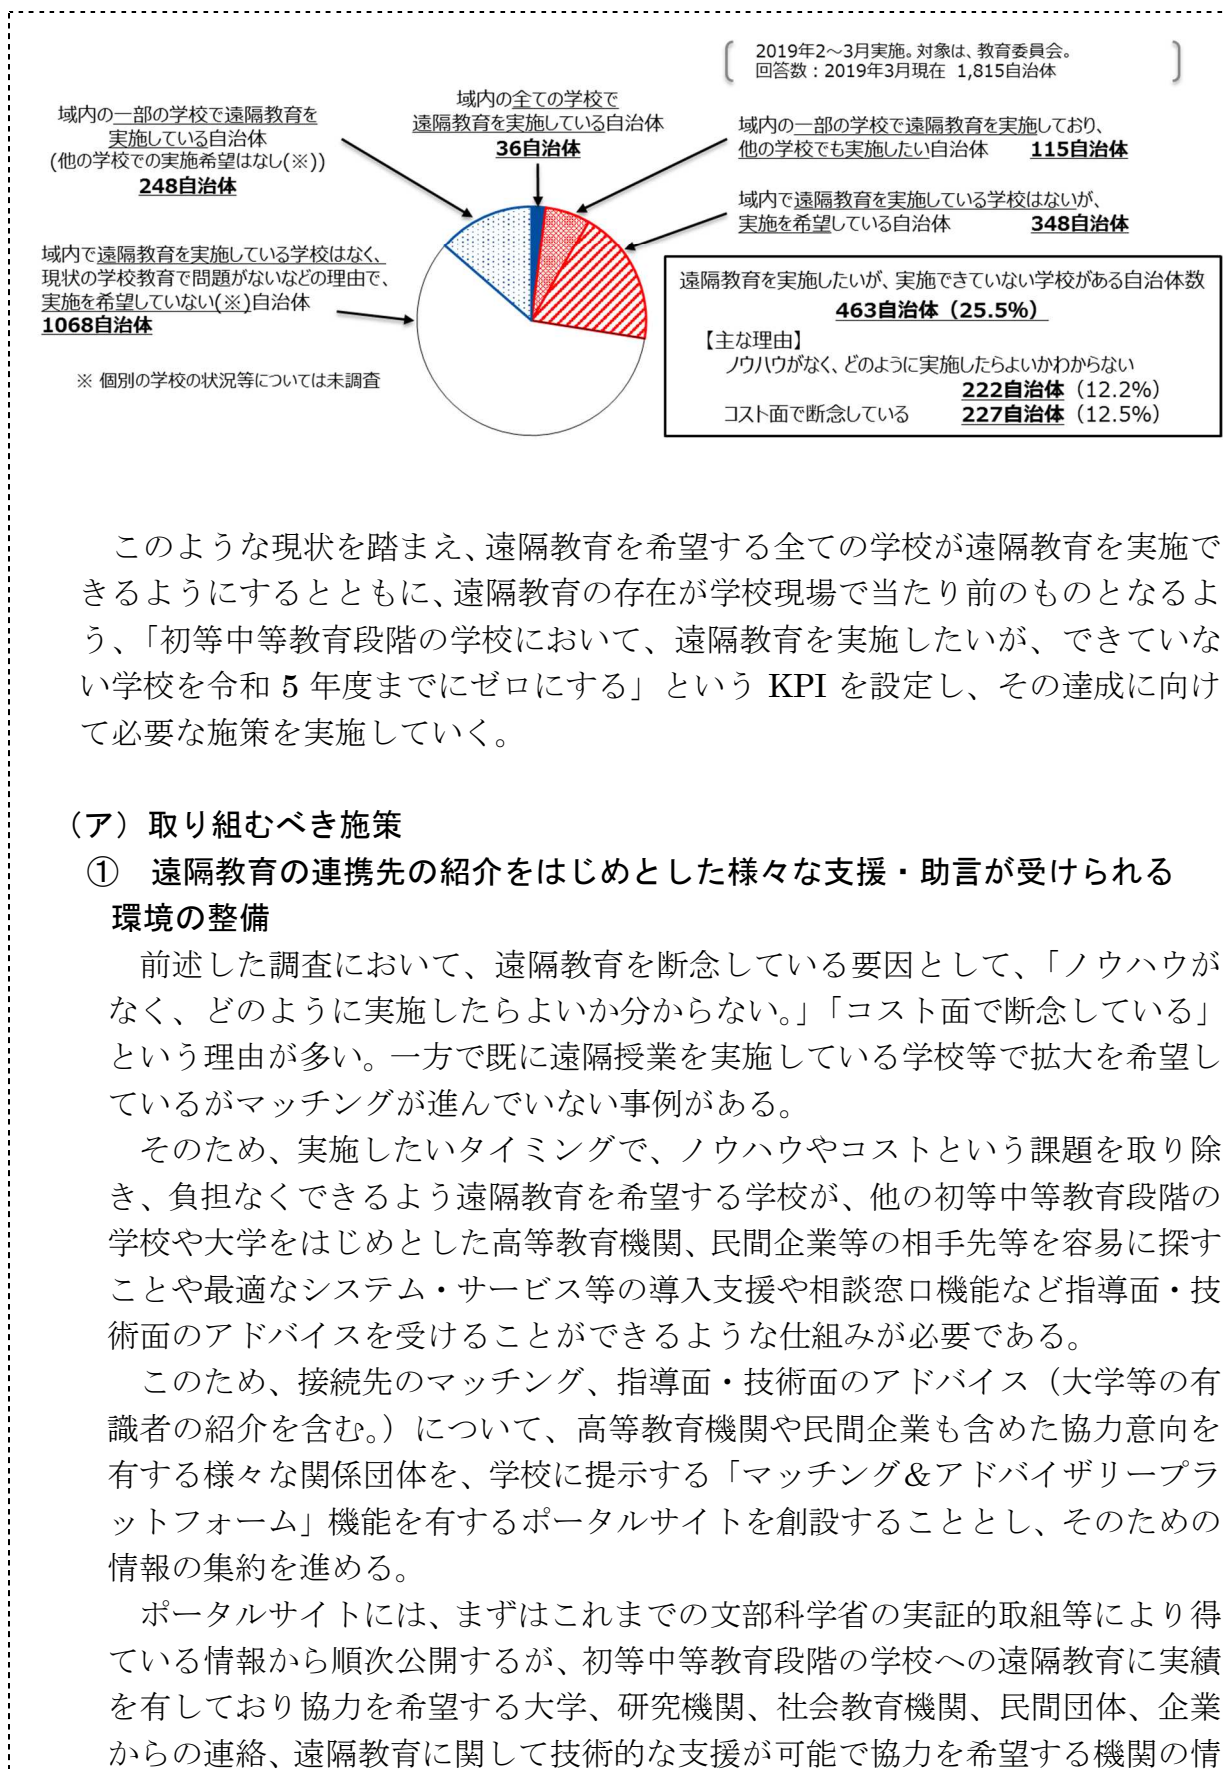 2019年2～3月実施。対象は、教育委員会。
回答数：2019年3月現在 1,815自治体
域内の一部の学校で遠隔教育を
実施している自治体
(他の学校での実施希望はなし(※))
248自治体
域内の全ての学校で
遠隔教育を実施している自治体
36自治体
域内の一部の学校で遠隔教育を実施しており、
他の学校でも実施したい自治体 115自治体
域内で遠隔教育を実施している学校はないが、
実施を希望している自治体 348自治体
域内で遠隔教育を実施している学校はなく、
現状の学校教育で問題がないなどの理由で、
実施を希望していない(※)自治体
1068自治体
※ 個別の学校の状況等については未調査
遠隔教育を実施したいが、実施できていない学校がある自治体数
463自治体（25.5%）
【主な理由】
ノウハウがなく、どのように実施したらよいかわからない
222自治体（12.2%）
コスト面で断念している 227自治体（12.5%）
このような現状を踏まえ、遠隔教育を希望する全ての学校が遠隔教育を実施で
きるようにするとともに、遠隔教育の存在が学校現場で当たり前のものとなるよ
う、「初等中等教育段階の学校において、遠隔教育を実施したいが、できていな
い学校を令和 5 年度までにゼロにする」という KPI を設定し、その達成に向け
て必要な施策を実施していく。
（ア）取り組むべき施策
① 遠隔教育の連携先の紹介をはじめとした様々な支援・助言が受けられる
環境の整備
前述した調査において、遠隔教育を断念している要因として、「ノウハウが
なく、どのように実施したらよいか分からない。」「コスト面で断念している」
という理由が多い。一方で既に遠隔授業を実施している学校等で拡大を希望し
ているがマッチングが進んでいない事例がある。
そのため、実施したいタイミングで、ノウハウやコストという課題を取り除
き、負担なくできるよう遠隔教育を希望する学校が、他の初等中等教育段階の
学校や大学をはじめとした高等教育機関、民間企業等の相手先等を容易に探す
ことや最適なシステム・サービス等の導入支援や相談窓口機能など指導面・技
術面のアドバイスを受けることができるような仕組みが必要である。
このため、接続先のマッチング、指導面・技術面のアドバイス（大学等の有
識者の紹介を含む。）について、高等教育機関や民間企業も含めた協力意向を
有する様々な関係団体を、学校に提示する「マッチング＆アドバイザリープラ
ットフォーム」機能を有するポータルサイトを創設することとし、そのための
情報の集約を進める。
ポータルサイトには、まずはこれまでの文部科学省の実証的取組等により得
ている情報から順次公開するが、初等中等教育段階の学校への遠隔教育に実績
を有しており協力を希望する大学、研究機関、社会教育機関、民間団体、企業
からの連絡、遠隔教育に関して技術的な支援が可能で協力を希望する機関の情